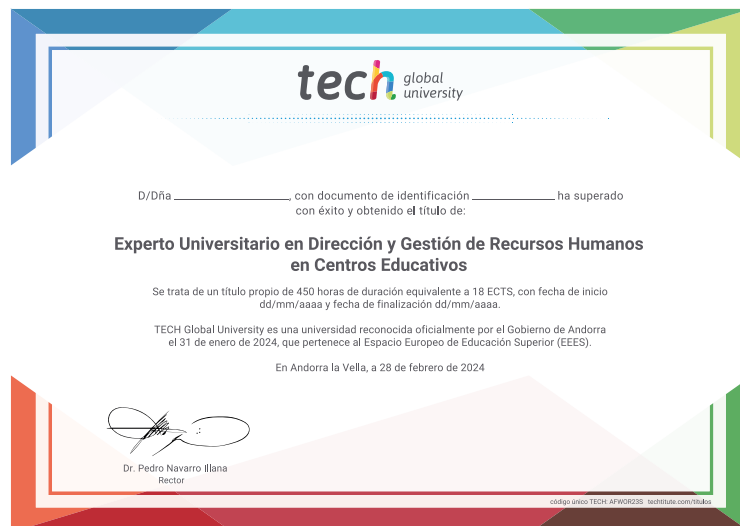 tech global
university
D/Dña ______________, con documento de identificación ______________ ha superado
con éxito y obtenido el título de:
Experto Universitario en Dirección y Gestión de Recursos Humanos
en Centros Educativos
Se trata de un título propio de 450 horas de duración equivalente a 18 ECTS, con fecha de inicio
dd/mm/aaaa y fecha de finalización dd/mm/aaaa.
TECH Global University es una universidad reconocida oficialmente por el Gobierno de Andorra
el 31 de enero de 2024, que pertenece al Espacio Europeo de Educación Superior (EEES).
En Andorra la Vella, a 28 de febrero de 2024
Dr. Pedro Navarro Illana
Rector
código único TECH: AFWOR23S techtitute.com/titulos